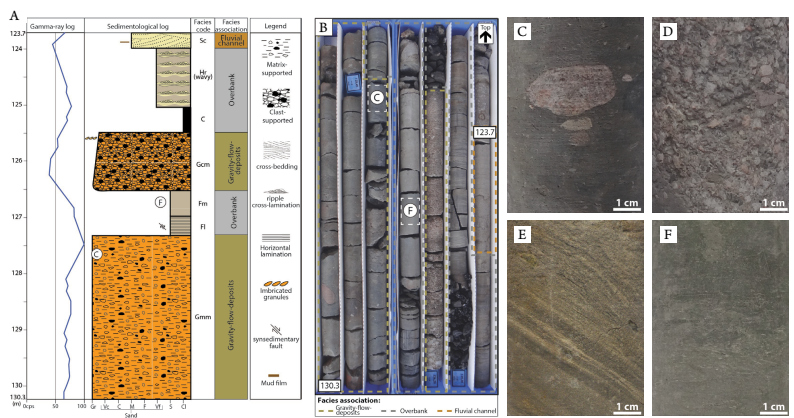 A
Gamma-ray log
Sedimentological log
Facies code
Facies association
Legend
123.7
124
125
126
127
128
129
130
130.3
(m)
0cps
50
100
Gr
Vc
C
M
F
Vf
S
Cl
Sand
Sc
Hr
(wavy)
C
Gcm
Fm
Fl
Gmm
F
C
Fluvial channel
Overbank
Gravity-flow-deposits
Overbank
Gravity-flow-deposits
Matrix-supported
Clast-supported
cross-bedding
ripple
cross-lamination
Horizontal
lamination
Imbricated
granules
synsedimentary
fault
Mud film
B
Top
C
F
123.7
130.3
Facies association:
Gravity-flow-deposits
Overbank
Fluvial channel
C
1 cm
D
1 cm
E
1 cm
F
1 cm